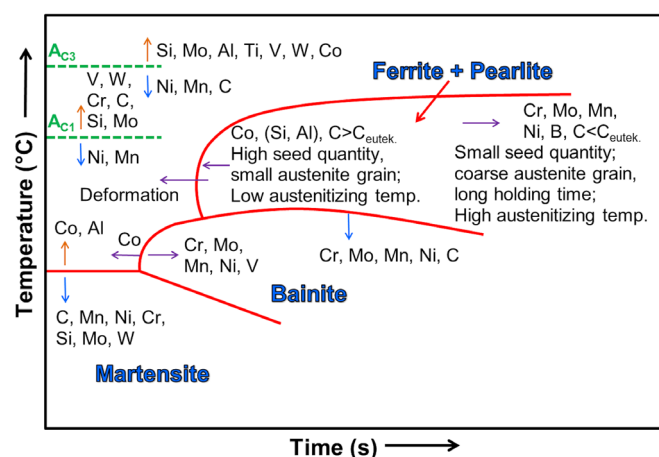 A_C3
Si, Mo, Al, Ti, V, W, Co
Ni, Mn, C
V, W,
Cr, C,
Si, Mo
A_C1
Ni, Mn
Ferrite + Pearlite
Co, (Si, Al), C>C_eutek.
High seed quantity,
small austenite grain;
Low austenitizing temp.
Cr, Mo, Mn,
Ni, B, C<C_eutek.
Small seed quantity;
coarse austenite grain,
long holding time;
High austenitizing temp.
Deformation
Co, Al
Co
Cr, Mo,
Mn, Ni, V
Cr, Mo, Mn, Ni, C
Bainite
C, Mn, Ni, Cr,
Si, Mo, W
Martensite
Temperature (°C)
Time (s)